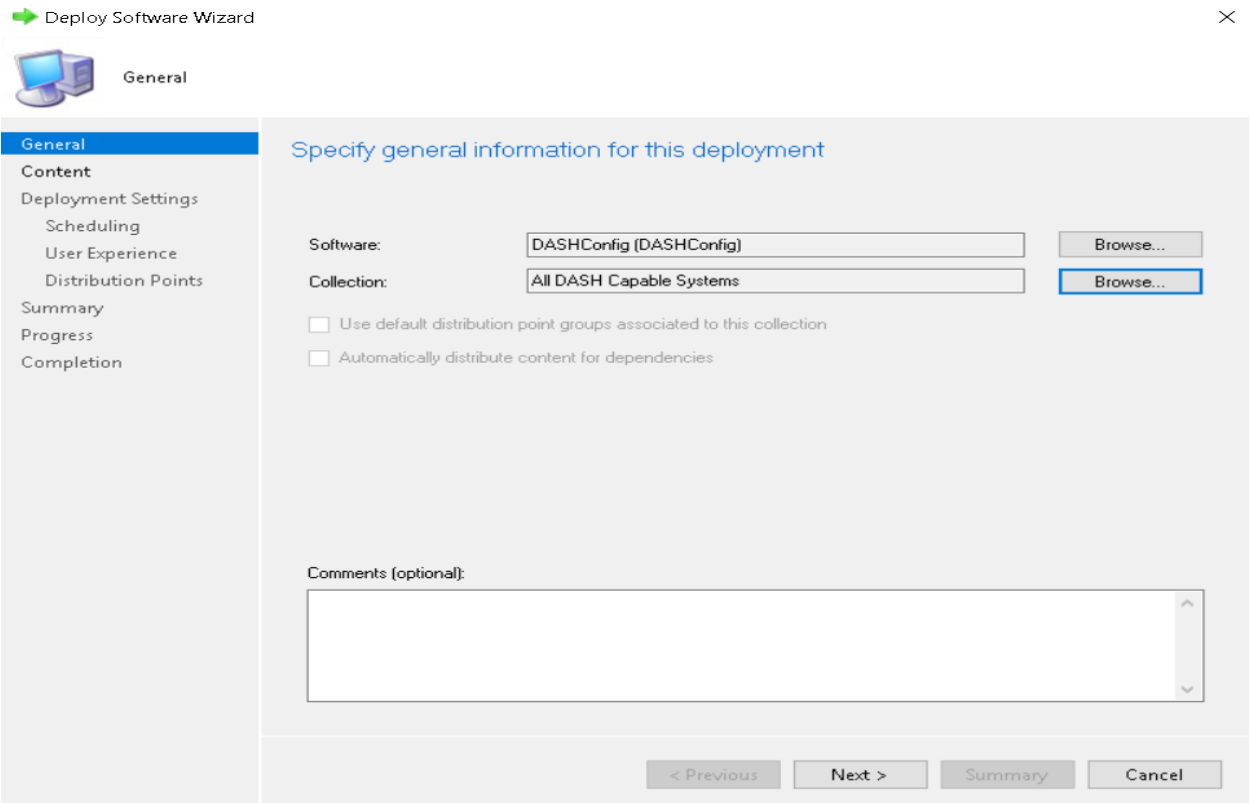 Deploy Software Wizard
General
General
Content
Deployment Settings
Scheduling
User Experience
Distribution Points
Summary
Progress
Completion
Specify general information for this deployment
Software: DASHConfig (DASHConfig) Browse...
Collection: All DASH Capable Systems Browse...
Use default distribution point groups associated to this collection
Automatically distribute content for dependencies
Comments (optional):
< Previous Next > Summary Cancel